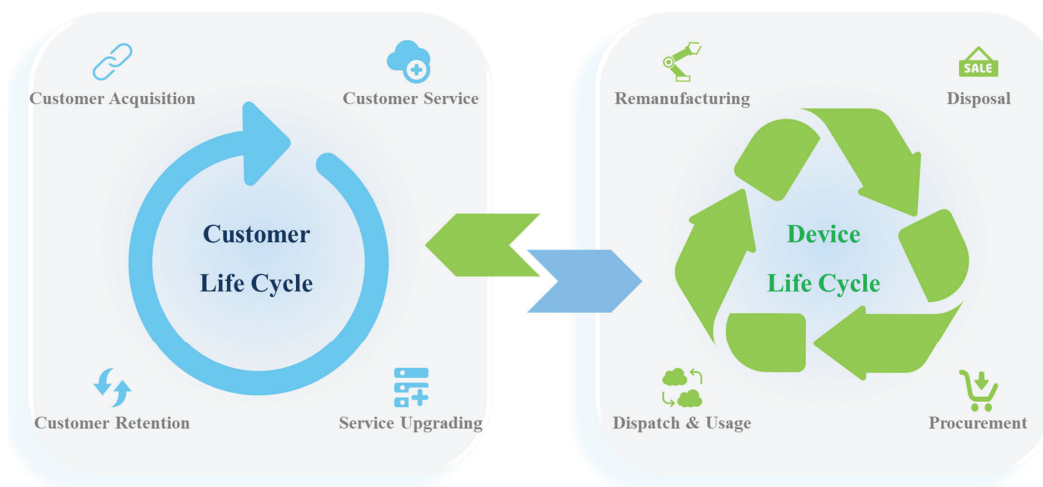 Customer Acquisition
Customer Service
Customer
Life Cycle
Customer Retention
Service Upgrading
Remanufacturing
SALE
Disposal
Device
Life Cycle
Dispatch & Usage
Procurement